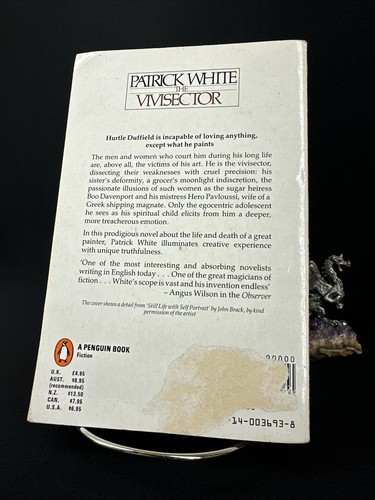 PATRICK WHITE
THE
VIVISECTOR
Hurtle Duffield is incapable of loving anything,
except what he paints
The men and women who court him during his long life
are, above all, the victims of his art. He is the vivisector,
dissecting their weaknesses with cruel precision: his
sister's deformity, a grocer's moonlight indiscretion, the
passionate illusions of such women as the sugar heiress
Boo Davenport and his mistress Hero Pavloussi, wife of a
Greek shipping magnate. Only the egocentric adolescent
he sees as his spiritual child elicits from him a deeper,
more treacherous emotion.
In this prodigious novel about the life and death of a great
painter, Patrick White illuminates creative experience
with unique truthfulness.
'One of the most interesting and absorbing novelists
writing in English today . . . One of the great magicians of
fiction . . . White's scope is vast and his invention endless'
– Angus Wilson in the Observer
The cover shows a detail from 'Still Life with Self Portrait' by John Brack, by kind
permission of the artist
A PENGUIN BOOK
Fiction
U.K. £4.95
AUST. $8.95
(recommended)
N.Z. $13.50
CAN. $7.95
U.S.A. $6.95
90000
14-003693-8